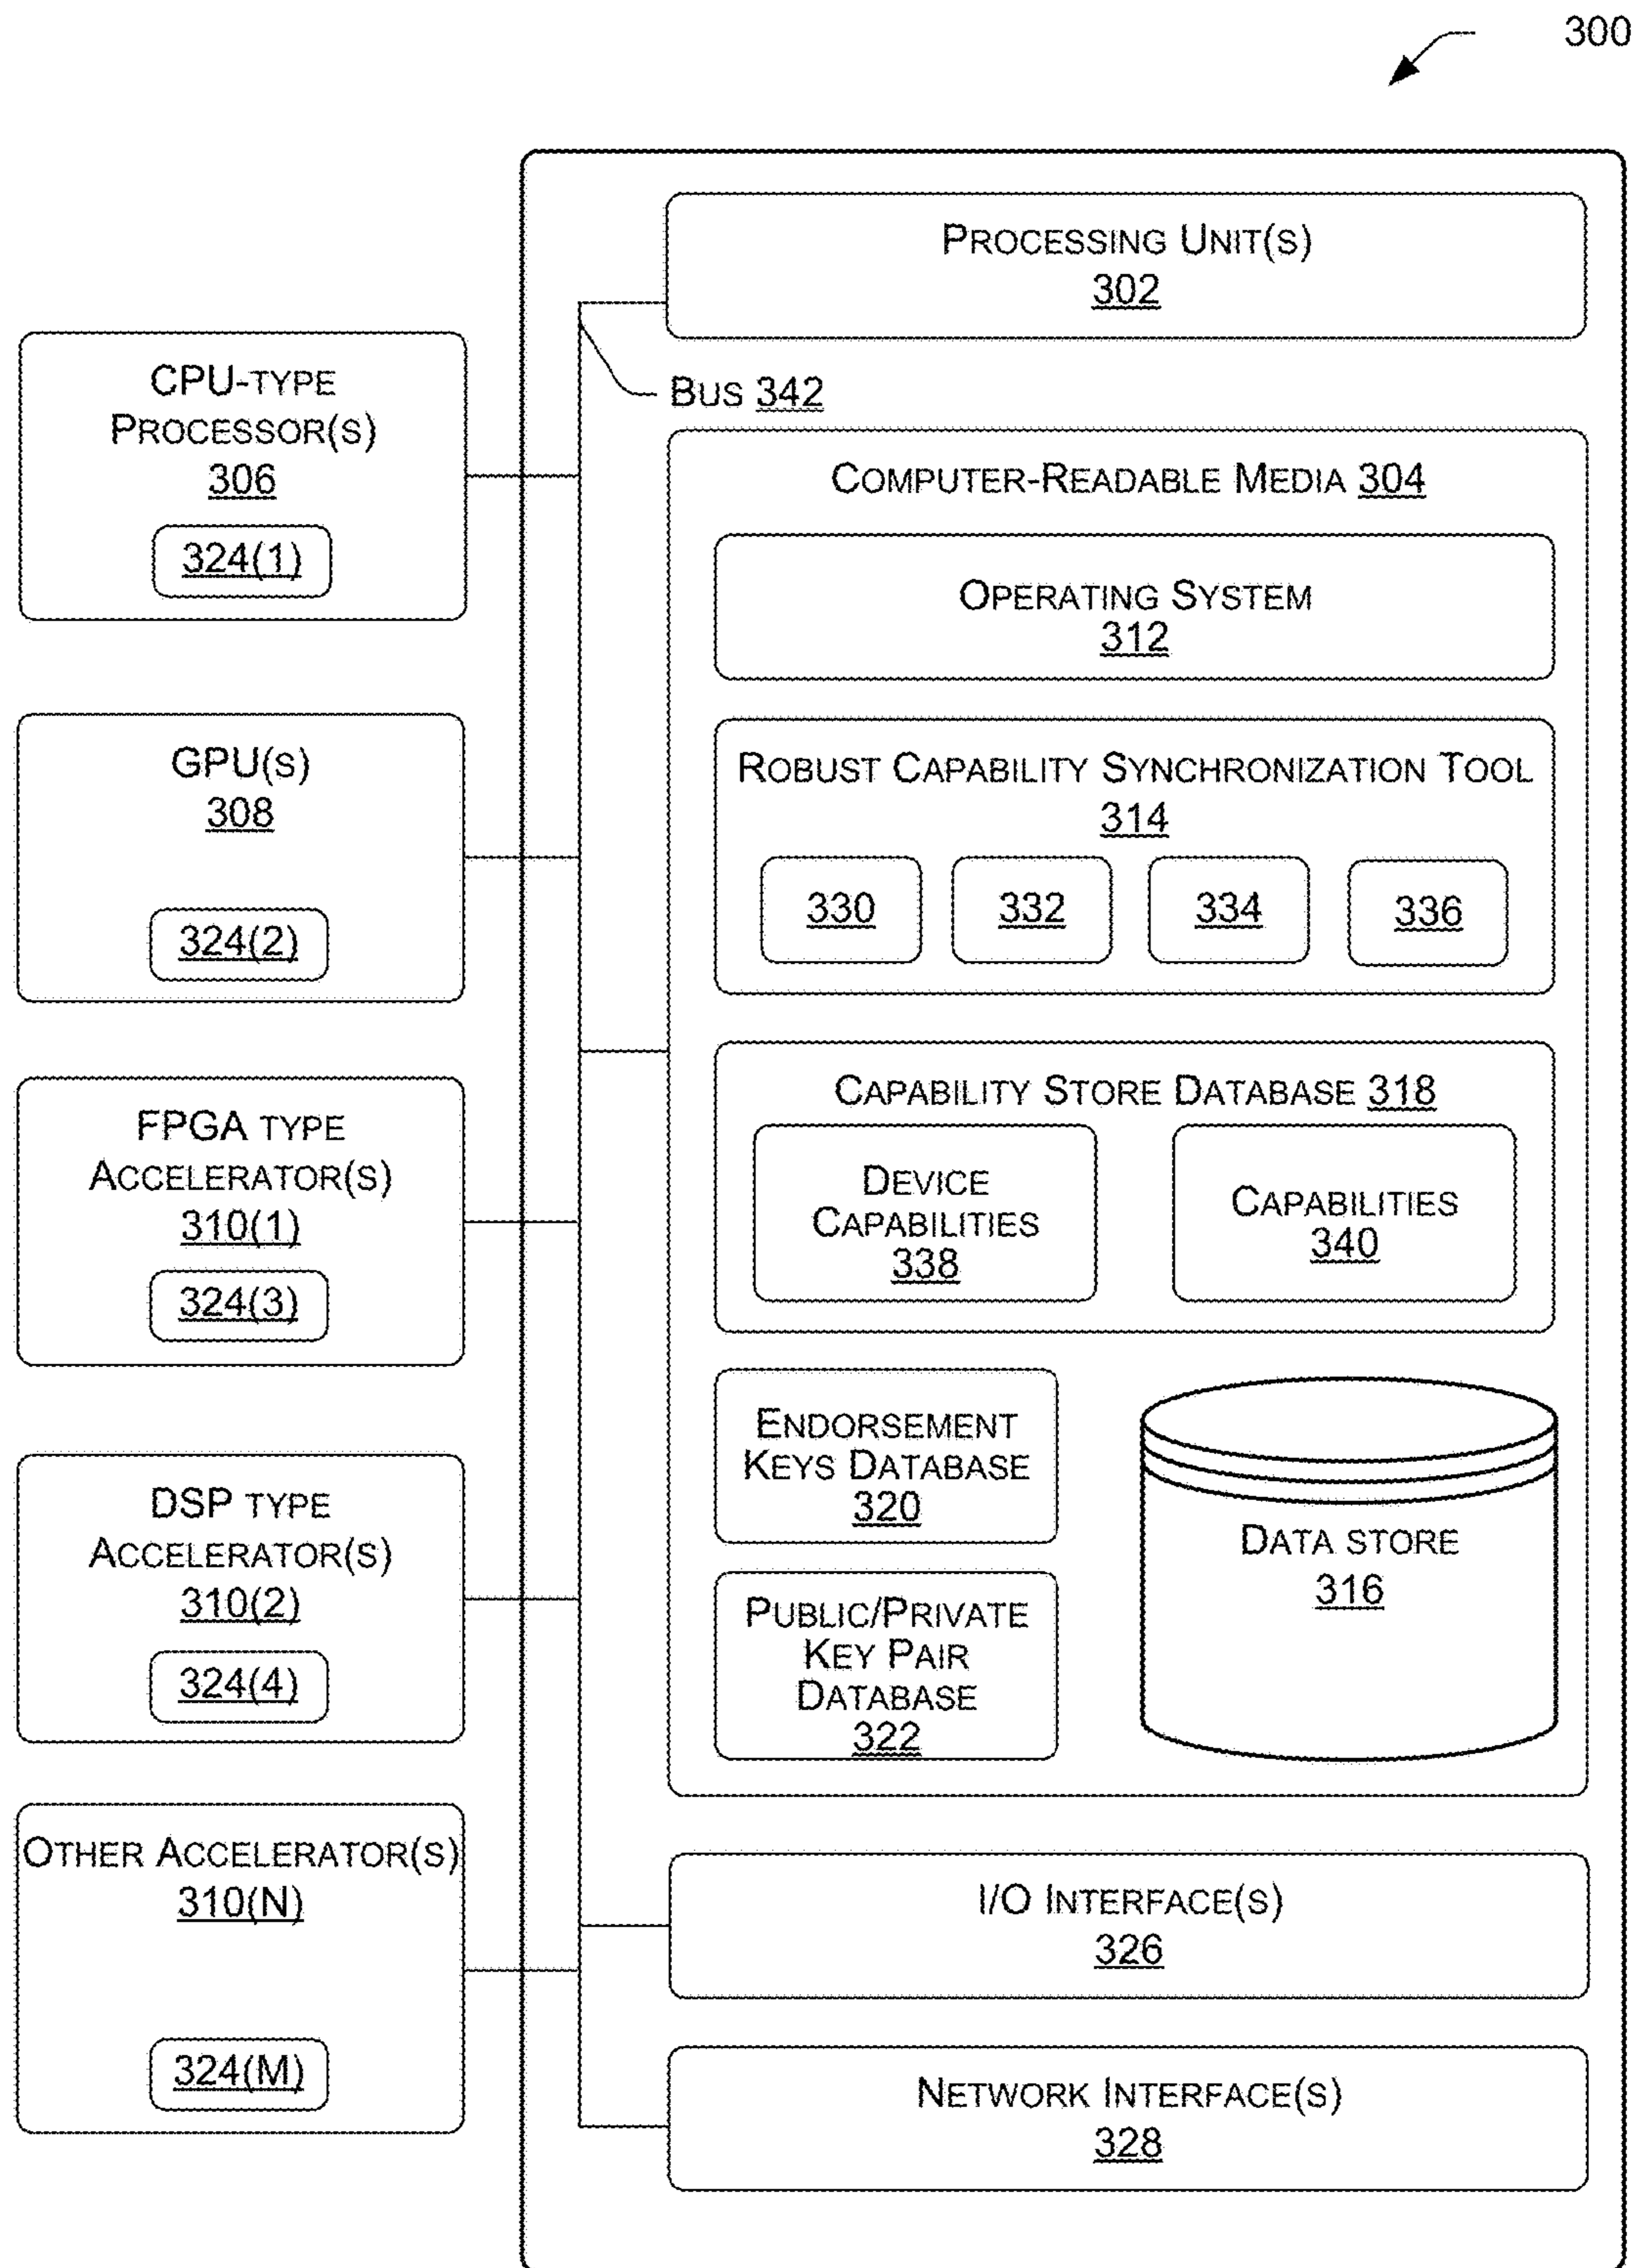 300
PROCESSING UNIT(S)
302
BUS 342
CPU-TYPE
PROCESSOR(S)
306
324(1)
GPU(S)
308
324(2)
FPGA TYPE
ACCELERATOR(S)
310(1)
324(3)
DSP TYPE
ACCELERATOR(S)
310(2)
324(4)
OTHER ACCELERATOR(S)
310(N)
324(M)
COMPUTER-READABLE MEDIA 304
OPERATING SYSTEM
312
ROBUST CAPABILITY SYNCHRONIZATION TOOL
314
330 332 334 336
CAPABILITY STORE DATABASE 318
DEVICE
CAPABILITIES
338
CAPABILITIES
340
ENDORSEMENT
KEYS DATABASE
320
PUBLIC/PRIVATE
KEY PAIR
DATABASE
322
DATA STORE
316
I/O INTERFACE(S)
326
NETWORK INTERFACE(S)
328